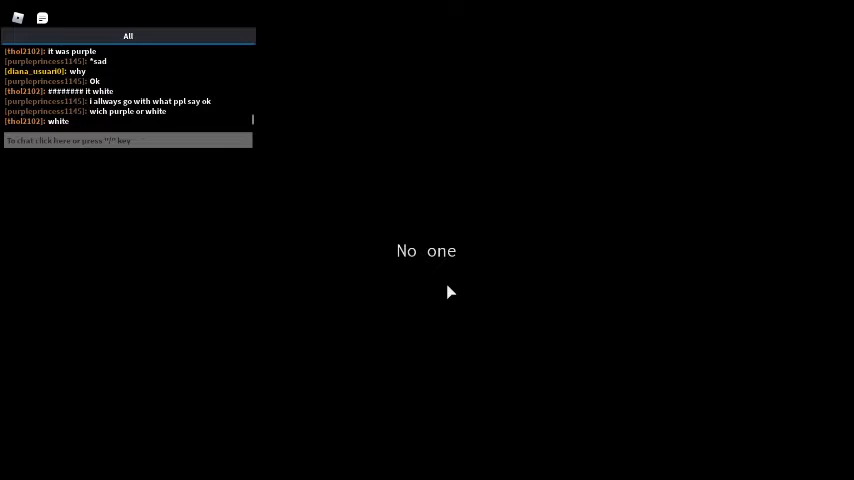 All
[thol2102]: it was purple
[purpleprincess1145]: *sad
[diana_usuari0]: why
[purpleprincess1145]: Ok
[thol2102]: ######## it white
[purpleprincess1145]: i allways go with what ppl say ok
[purpleprincess1145]: wich purple or white
[thol2102]: white
To chat click here or press "/" key
No one